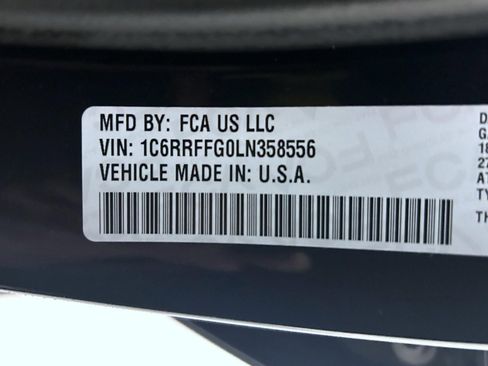 MFD BY: FCA US LLC
VIN: 1C6RRFFG0LN358556
VEHICLE MADE IN: U.S.A.